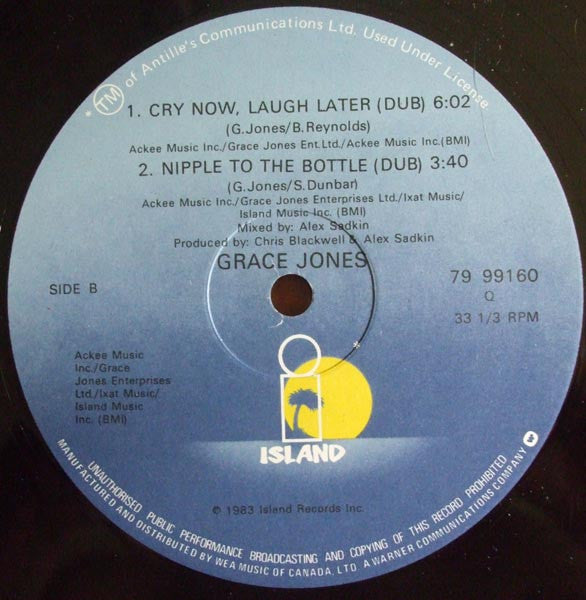 * TM of Antille's Communications Ltd. Used Under License
1. CRY NOW, LAUGH LATER (DUB) 6:02
(G.Jones/B.Reynolds)
Ackee Music Inc./Grace Jones Ent.Ltd./Ackee Music Inc.(BMI)
2. NIPPLE TO THE BOTTLE (DUB) 3:40
(G.Jones/S.Dunbar)
Ackee Music Inc./Grace Jones Enterprises Ltd./Ixat Music/
Island Music Inc. (BMI)
Mixed by: Alex Sadkin
Produced by: Chris Blackwell & Alex Sadkin
GRACE JONES
SIDE B
79 99160
Q
33 1/3 RPM
Ackee Music
Inc./Grace
Jones Enterprises
Ltd./Ixat Music/
Island Music
Inc. (BMI)
*
ISLAND
© 1983 Island Records Inc.
UNAUTHORISED PUBLIC PERFORMANCE BROADCASTING AND COPYING OF THIS RECORD PROHIBITED
MANUFACTURED AND DISTRIBUTED BY WEA MUSIC OF CANADA, LTD. A WARNER COMMUNICATIONS COMPANY